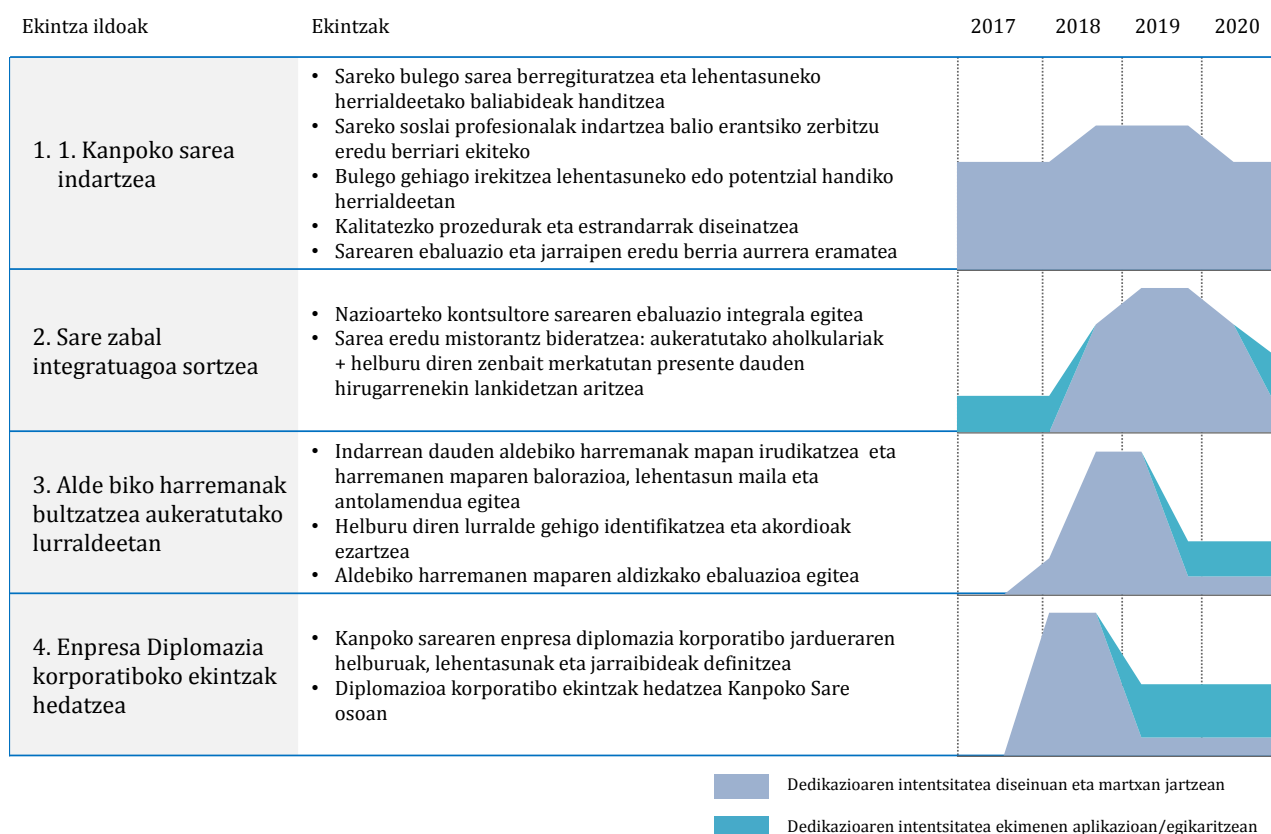 Ekintza ildoak Ekintzak 2017 2018 2019 2020
1. 1. Kanpoko sarea
indartzea
• Sareko bulego sarea berregituratzea eta lehentasuneko
herrialdeetako baliabideak handitzea
• Sareko soslai profesionalak indartzea balio erantsiko zerbitzu
eredu berriari ekiteko
• Bulego gehiago irekitzea lehentasuneko edo potentzial handiko
herrialdeetan
• Kalitatezko prozedurak eta estrandarrak diseinatzea
• Sarearen ebaluazio eta jarraipen eredu berria aurrera eramatea
2. Sare zabal
integratuagoa sortzea
• Nazioarteko kontsultore sarearen ebaluazio integrala egitea
• Sarea eredu mistorantz bideratzea: aukeratutako aholkulariak
+ helburu diren zenbait merkatutan presente dauden
hirugarrenekin lankidetzan aritzea
3. Alde biko harremanak
bultzatzea aukeratutako
lurraldeetan
• Indarrean dauden aldebiko harremanak mapan irudikatzea eta
harremanen maparen balorazioa, lehentasun maila eta
antolamendua egitea
• Helburu diren lurralde gehigo identifikatzea eta akordioak
ezartzea
• Aldebiko harremanen maparen aldizkako ebaluazioa egitea
4. Enpresa Diplomazia
korporatiboko ekintzak
hedatzea
• Kanpoko sarearen enpresa diplomazia korporatibo jardueraren
helburuak, lehentasunak eta jarraibideak definitzea
• Diplomazioa korporatibo ekintzak hedatzea Kanpoko Sare
osoan
Dedikazioaren intentsitatea diseinuan eta martxan jartzean
Dedikazioaren intentsitatea ekimenen aplikazioan/egikaritzean